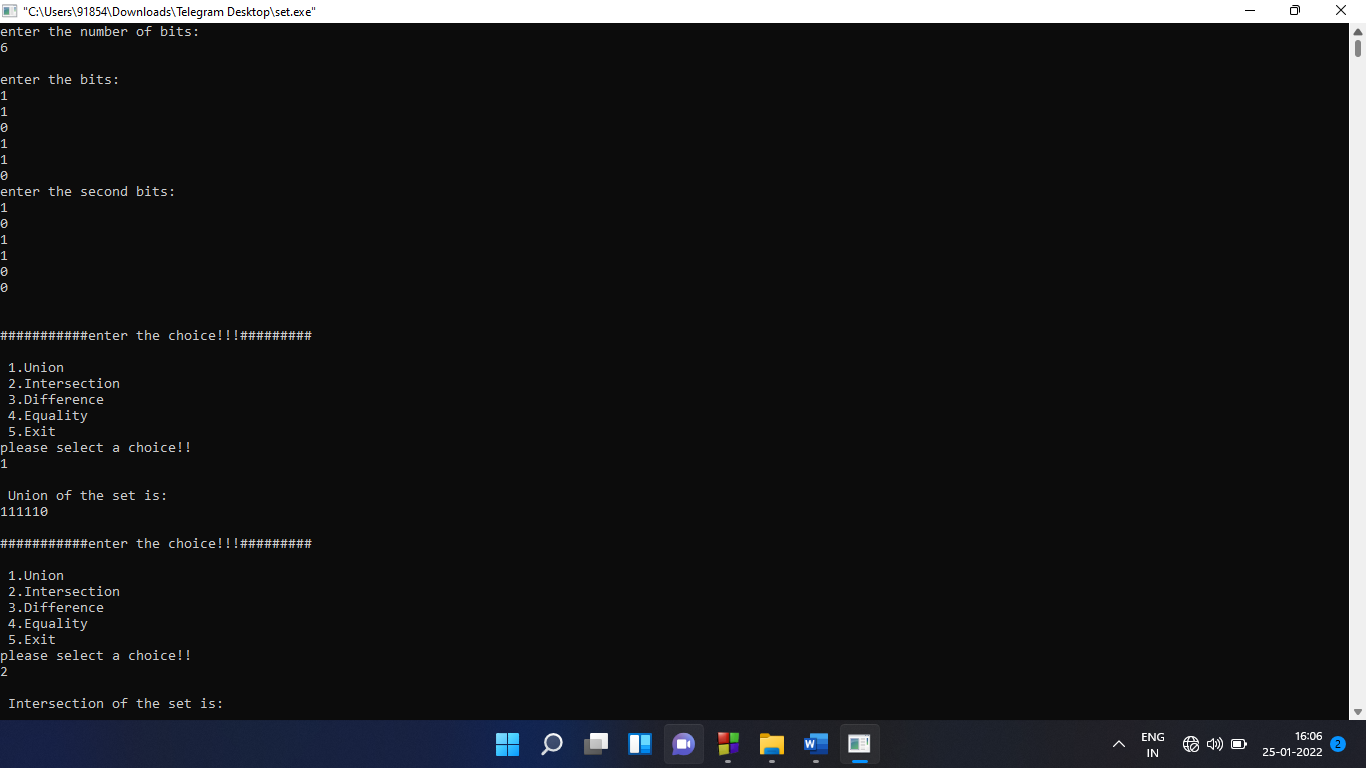 "C:\Users\91854\Downloads\Telegram Desktop\set.exe"
enter the number of bits:
6
enter the bits:
1
1
0
1
1
0
enter the second bits:
1
0
1
1
0
0
###########enter the choice!!!#########
1.Union
2.Intersection
3.Difference
4.Equality
5.Exit
please select a choice!!
1
Union of the set is:
111110
###########enter the choice!!!#########
1.Union
2.Intersection
3.Difference
4.Equality
5.Exit
please select a choice!!
2
Intersection of the set is:
W
ENG
IN
16:06
25-01-2022
2